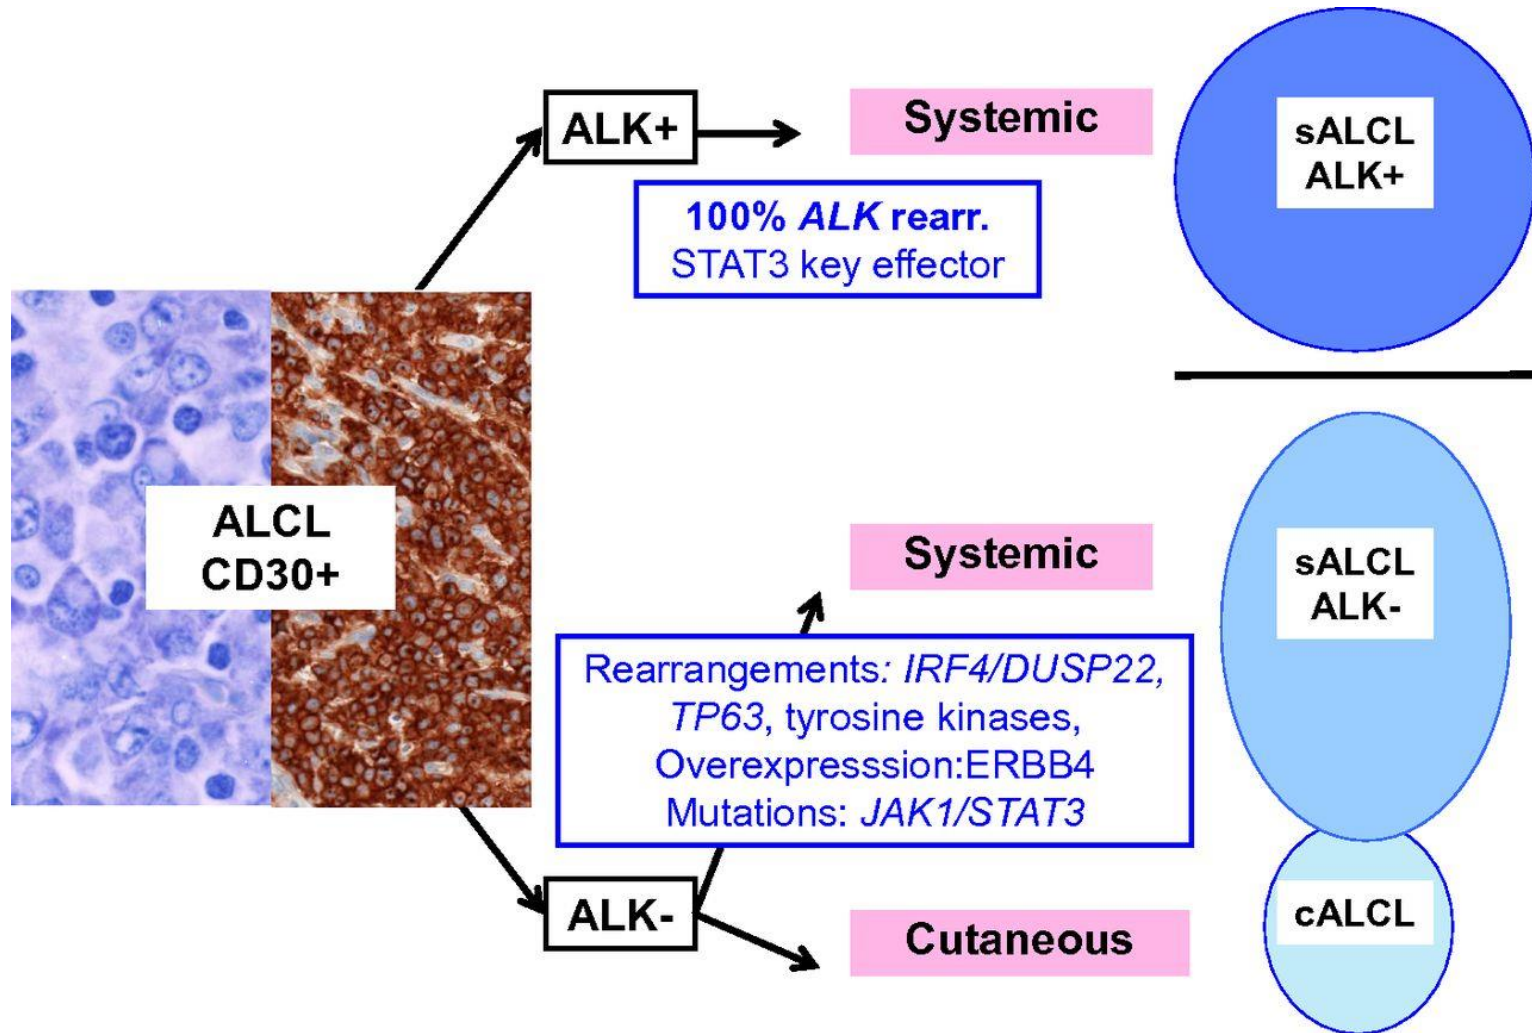 ALK+
Systemic
100% ALK rearr.
STAT3 key effector
sALCL
ALK+
ALCL
CD30+
Systemic
sALCL
ALK-
Rearrangements: IRF4/DUSP22,
TP63, tyrosine kinases,
Overexpresssion:ERBB4
Mutations: JAK1/STAT3
ALK-
Cutaneous
cALCL